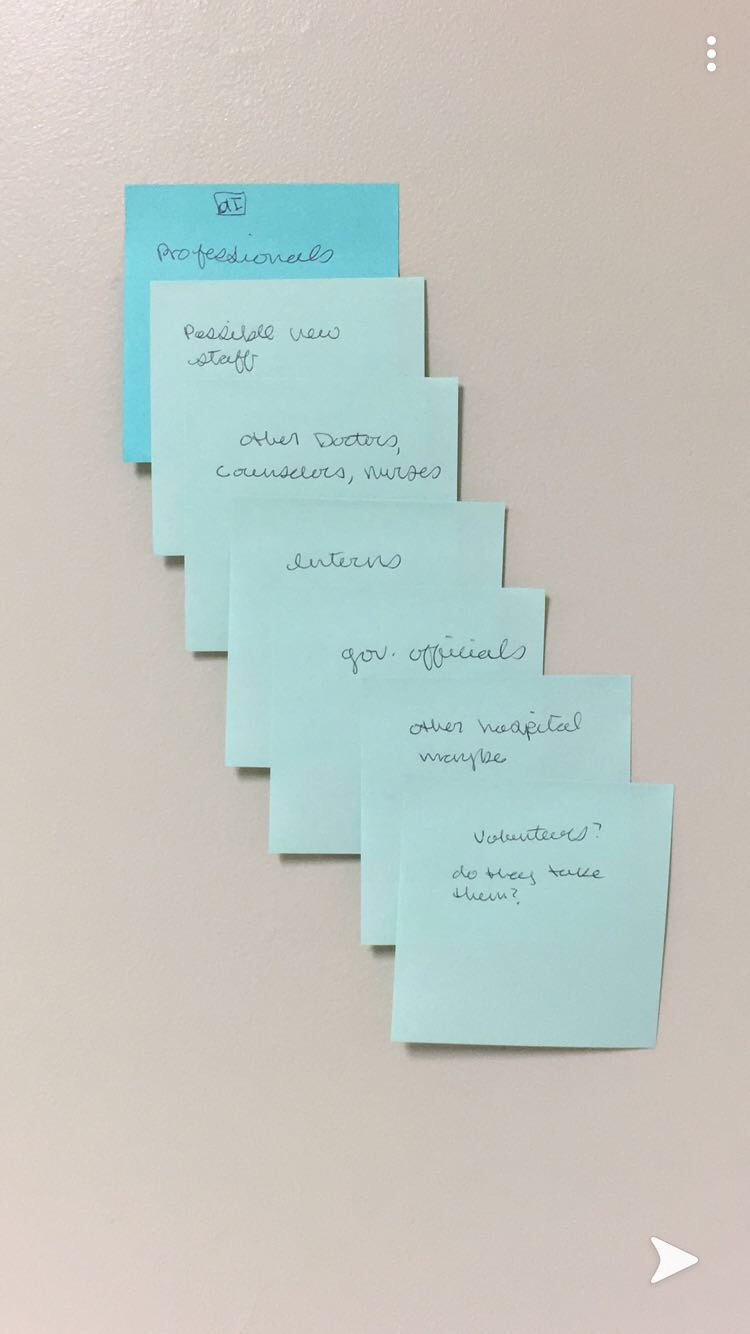 Professionals
Possible new
staff
other Doctors,
counselors, nurses
interns
gov. officials
other hospital
maybe
Volunteers?
do they take
them?